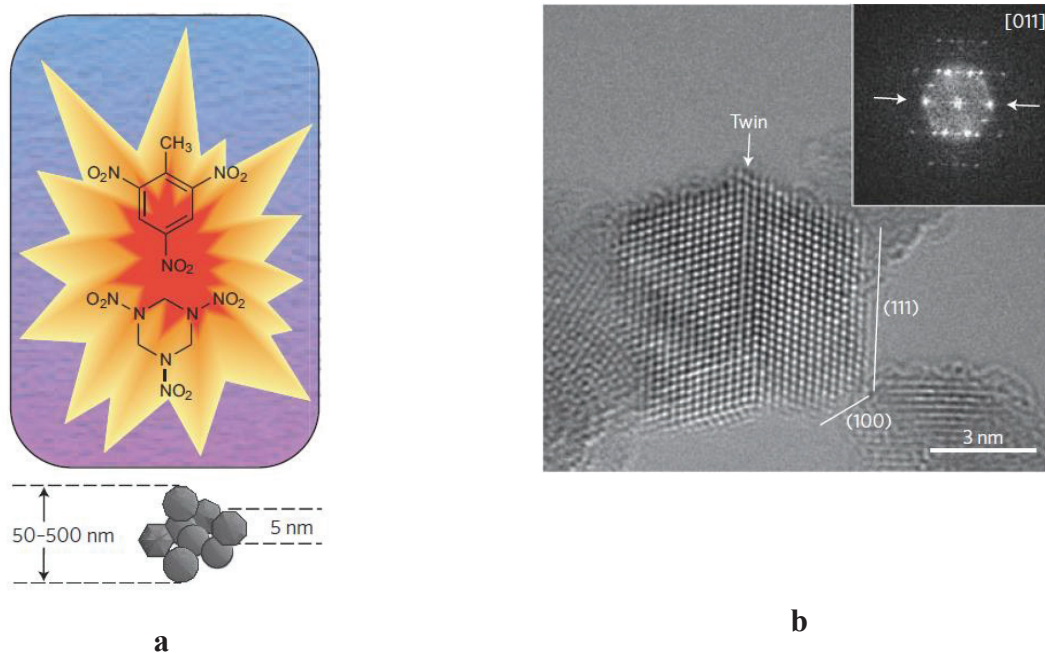 CH₃
O₂N
NO₂
NO₂
O₂N
NO₂
N
N
N
NO₂
50–500 nm
5 nm
a
[011]
Twin
(111)
(100)
3 nm
b